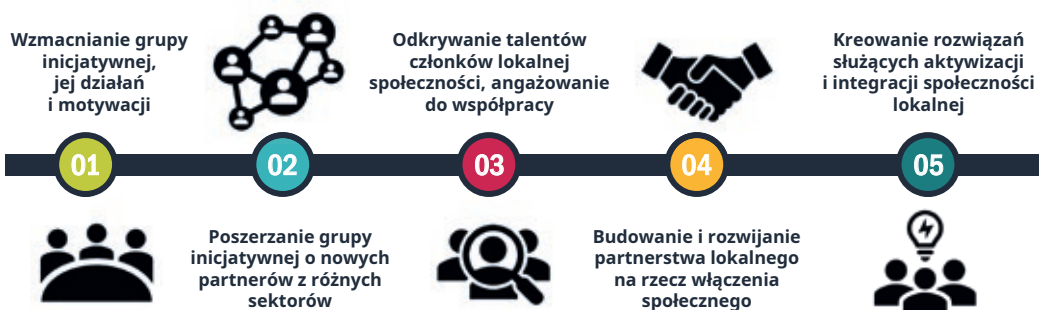 Wzmacnianie grupy
inicjatywnej,
jej działań
i motywacji
01
02
Poszerzanie grupy
inicjatywnej o nowych
partnerów z różnych
sektorów
Odkrywanie talentów
członków lokalnej
społeczności, angażowanie
do współpracy
03
04
Budowanie i rozwijanie
partnerstwa lokalnego
na rzecz włączenia
społecznego
Kreowanie rozwiązań
służących aktywizacji
i integracji społeczności
lokalnej
05